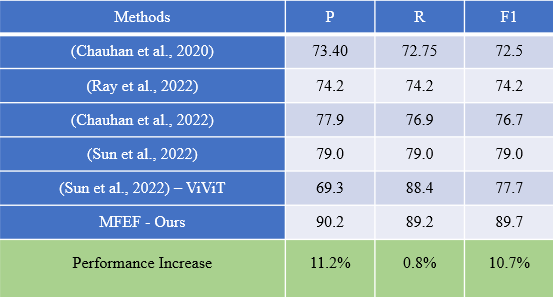 Methods P R F1
(Chauhan et al., 2020) 73.40 72.75 72.5
(Ray et al., 2022) 74.2 74.2 74.2
(Chauhan et al., 2022) 77.9 76.9 76.7
(Sun et al., 2022) 79.0 79.0 79.0
(Sun et al., 2022) – ViViT 69.3 88.4 77.7
MFEF - Ours 90.2 89.2 89.7
Performance Increase 11.2% 0.8% 10.7%